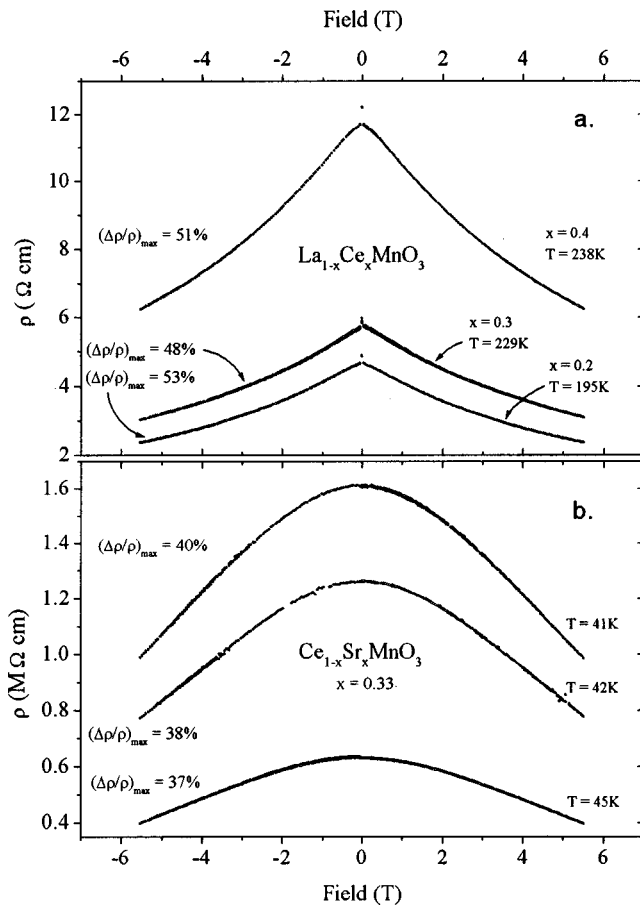 Field (T)
-6 -4 -2 0 2 4 6
12
10
8
6
4
2
ρ ( Ω cm)
a.
(Δρ/ρ)max = 51%
La1-xCexMnO3
x = 0.4
T = 238K
x = 0.3
T = 229K
(Δρ/ρ)max = 48%
(Δρ/ρ)max = 53%
x = 0.2
T = 195K
1.6
1.4
1.2
1.0
0.8
0.6
0.4
ρ (M Ω cm)
b.
(Δρ/ρ)max = 40%
T = 41K
Ce1-xSrxMnO3
x = 0.33
T = 42K
(Δρ/ρ)max = 38%
(Δρ/ρ)max = 37%
T = 45K
-6 -4 -2 0 2 4 6
Field (T)